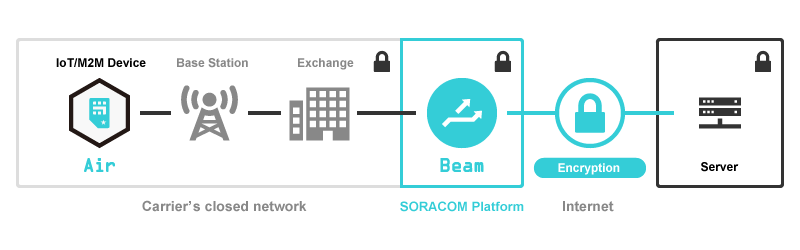 IoT/M2M Device
Base Station
Exchange
Air
Beam
Encryption
Server
Carrier's closed network
SORACOM Platform
Internet